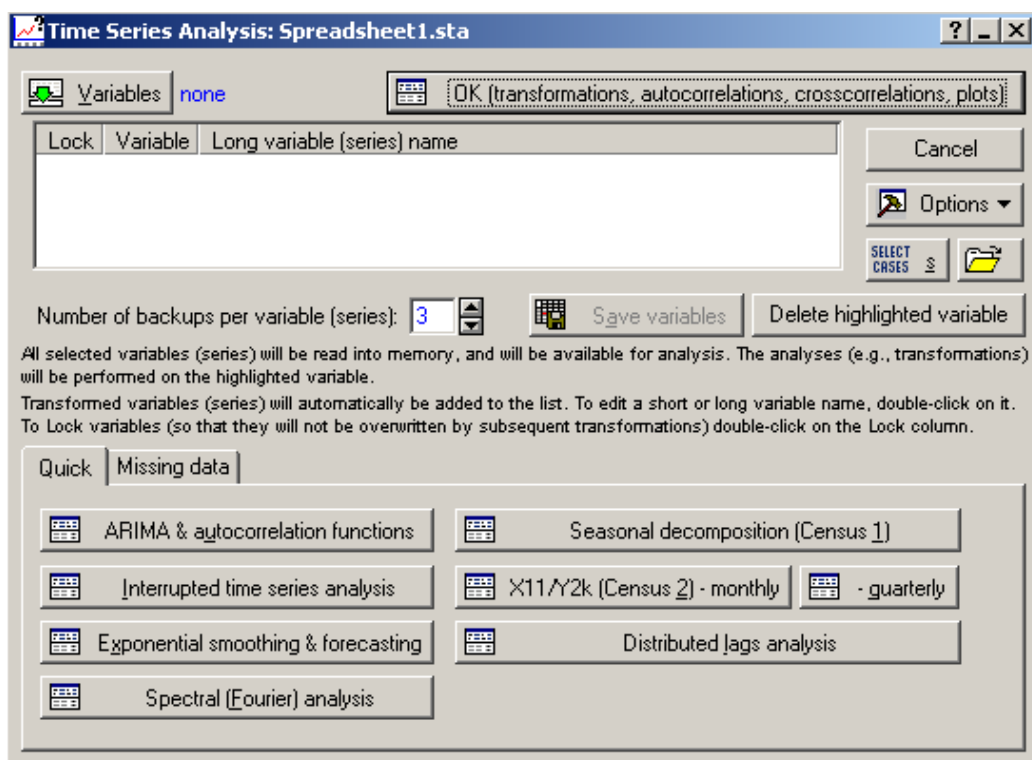 Time Series Analysis: Spreadsheet1.sta
Variables none
OK (transformations, autocorrelations, crosscorrelations, plots)
Lock Variable Long variable (series) name
Cancel
Options
SELECT CASES S
Number of backups per variable (series): 3
Save variables
Delete highlighted variable
All selected variables (series) will be read into memory, and will be available for analysis. The analyses (e.g., transformations)
will be performed on the highlighted variable.
Transformed variables (series) will automatically be added to the list. To edit a short or long variable name, double-click on it.
To Lock variables (so that they will not be overwritten by subsequent transformations) double-click on the Lock column.
Quick Missing data
ARIMA & autocorrelation functions
Seasonal decomposition (Census 1)
Interrupted time series analysis
X11/Y2k (Census 2) - monthly
- quarterly
Exponential smoothing & forecasting
Distributed lags analysis
Spectral (Fourier) analysis